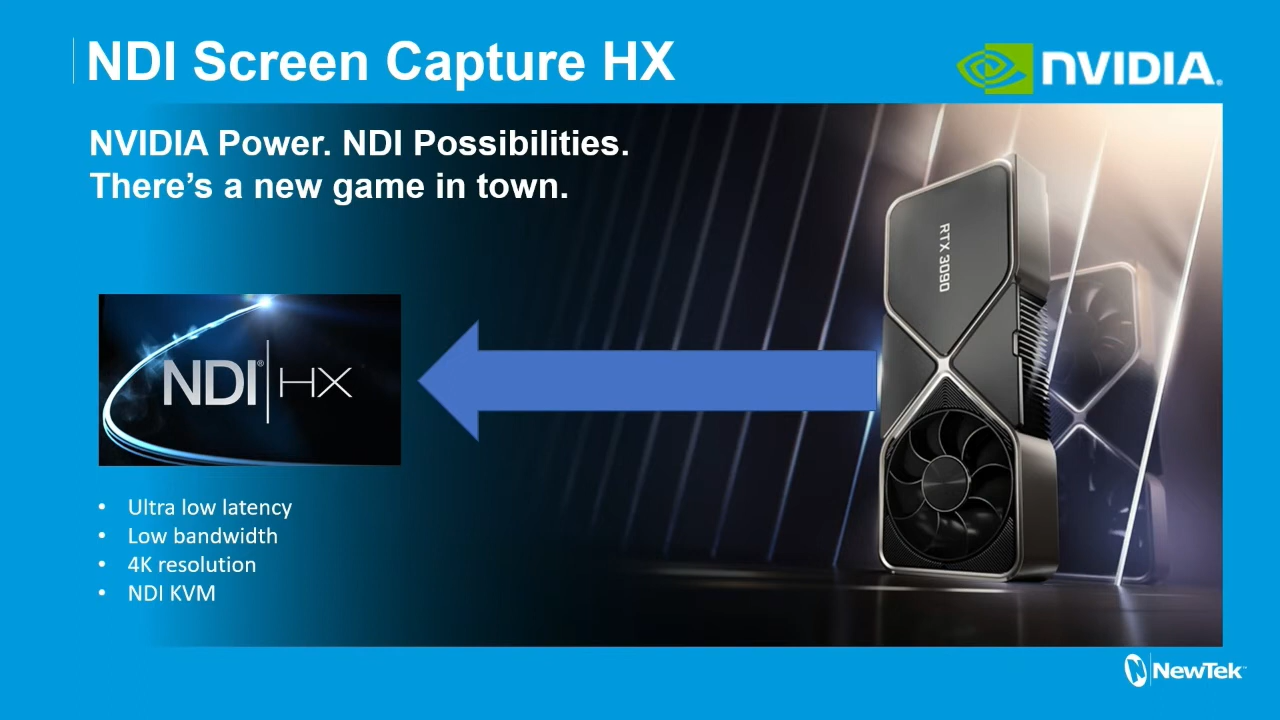 NDI Screen Capture HX
NVIDIA.
NVIDIA Power. NDI Possibilities.
There’s a new game in town.
RTX 3090
NDI® HX
• Ultra low latency
• Low bandwidth
• 4K resolution
• NDI KVM
NewTek™